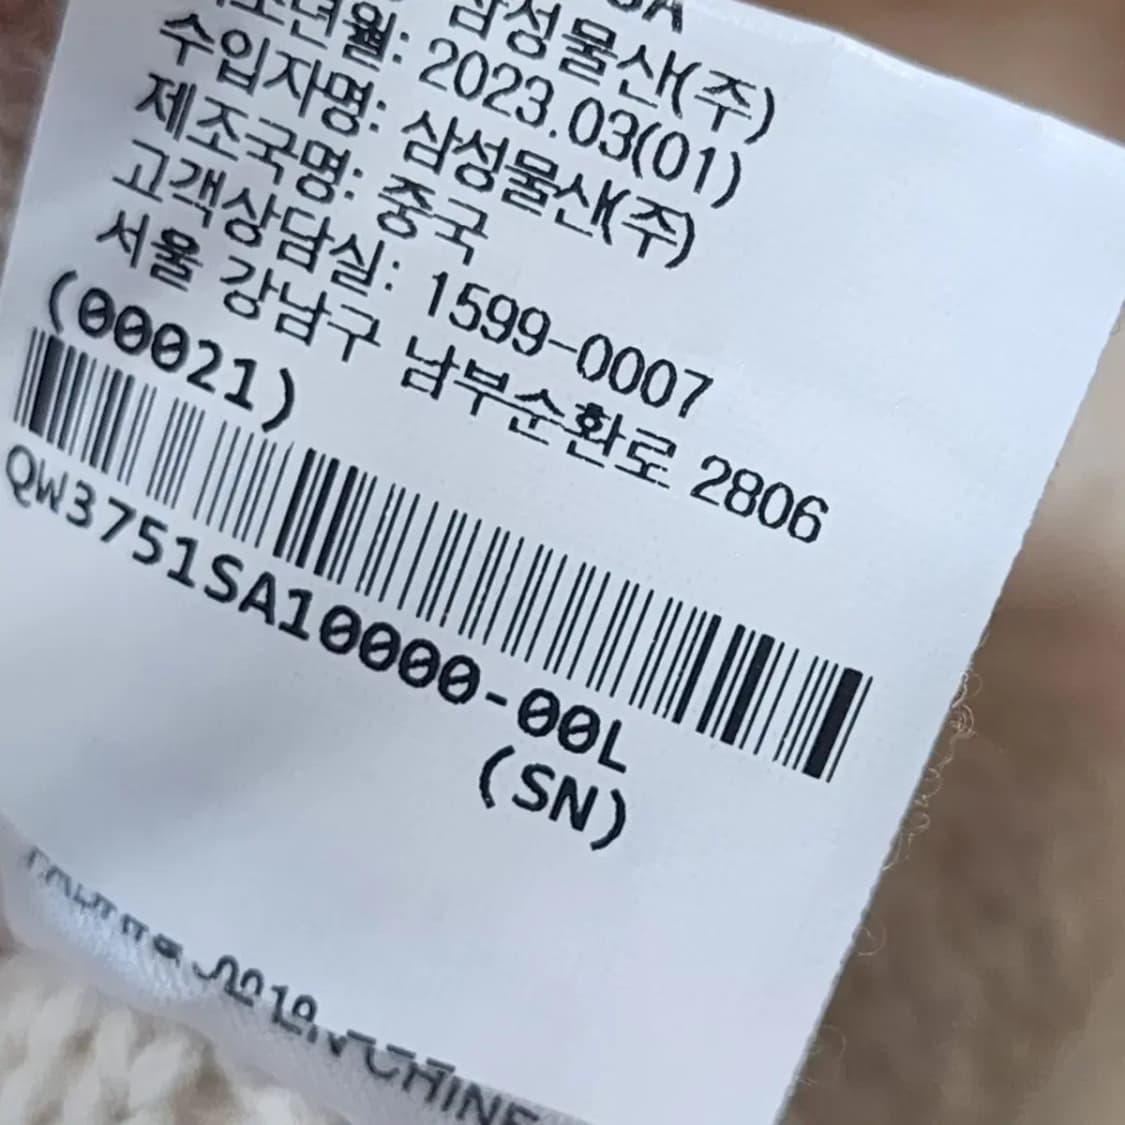 삼성물산(주)
조년월: 2023.03(01)
수입자명: 삼성물산(주)
제조국명: 중국
고객상담실: 1599-0007
서울 강남구 남부순환로 2806
(00021)
QW3751SA10000-00L
(SN)
CHINE